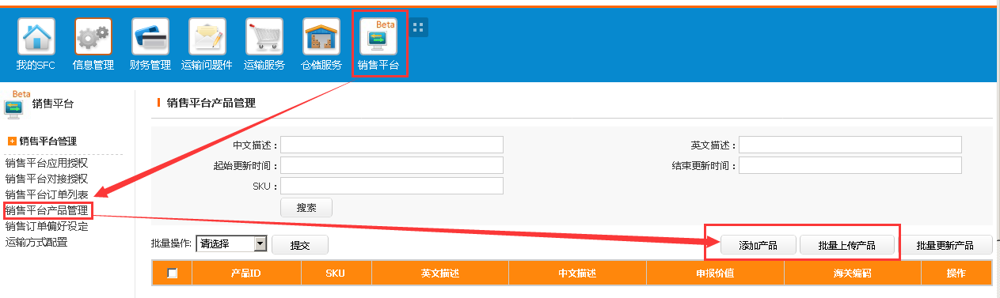 Beta
我的SFC 信息管理 财务管理 运输问题件 运输服务 仓储服务 销售平台
Beta
销售平台
销售平台管理
销售平台应用授权
销售平台对接授权
销售平台订单列表
销售平台产品管理
销售订单偏好设定
运输方式配置
销售平台产品管理
中文描述： 英文描述：
起始更新时间： 结束更新时间：
SKU：
搜索
批量操作: 请选择 提交 添加产品 批量上传产品 批量更新产品
产品ID SKU 英文描述 中文描述 申报价值 海关编码 操作